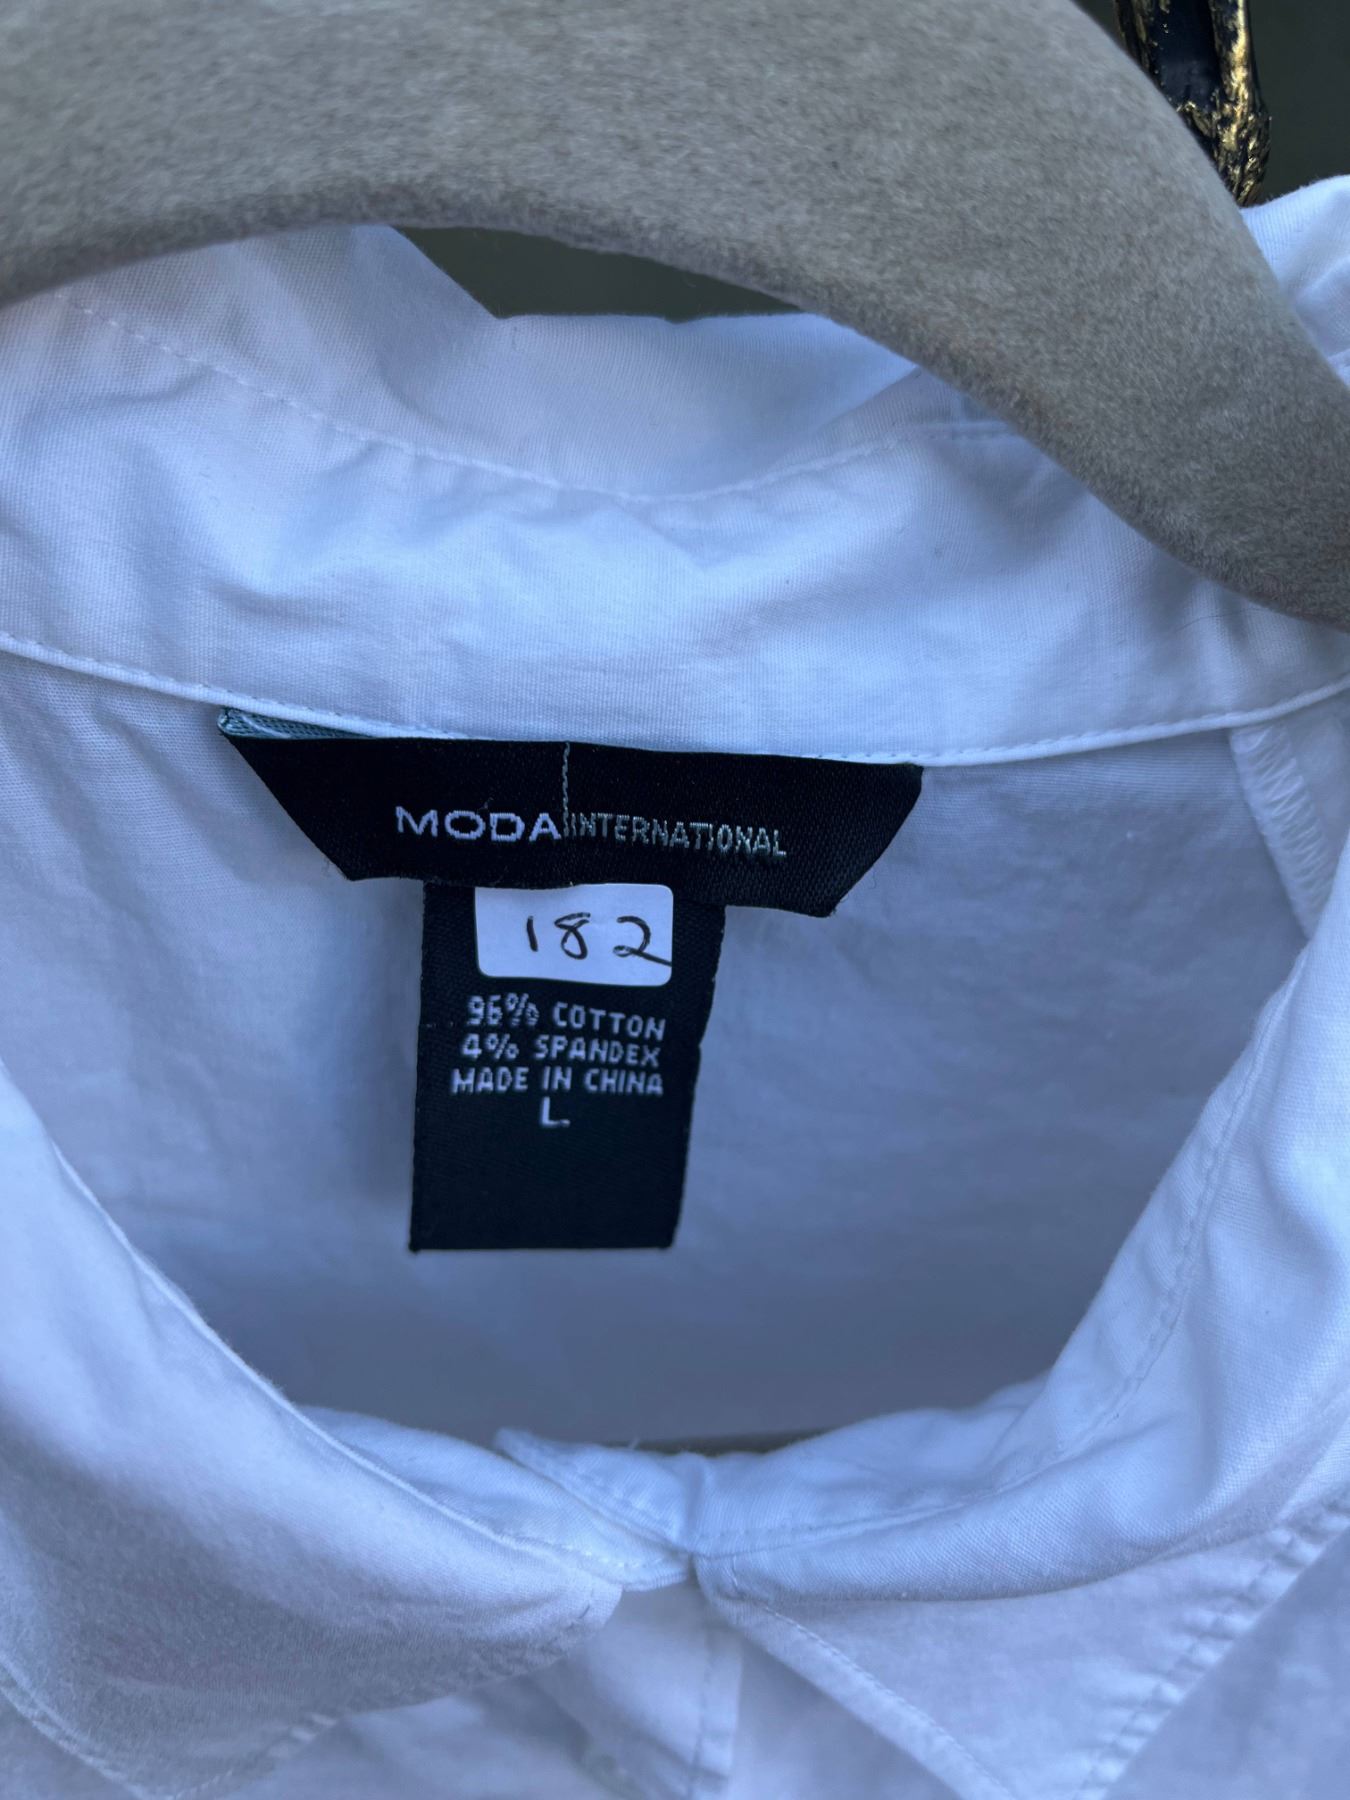 MODA INTERNATIONAL
182
96% COTTON
4% SPANDEX
MADE IN CHINA
L